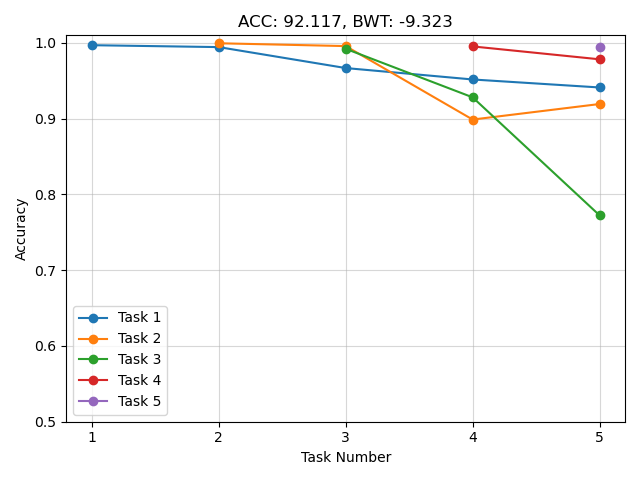 ACC: 92.117, BWT: -9.323
1.0
0.9
0.8
0.7
0.6
0.5
Accuracy
Task 1
Task 2
Task 3
Task 4
Task 5
1 2 3 4 5
Task Number